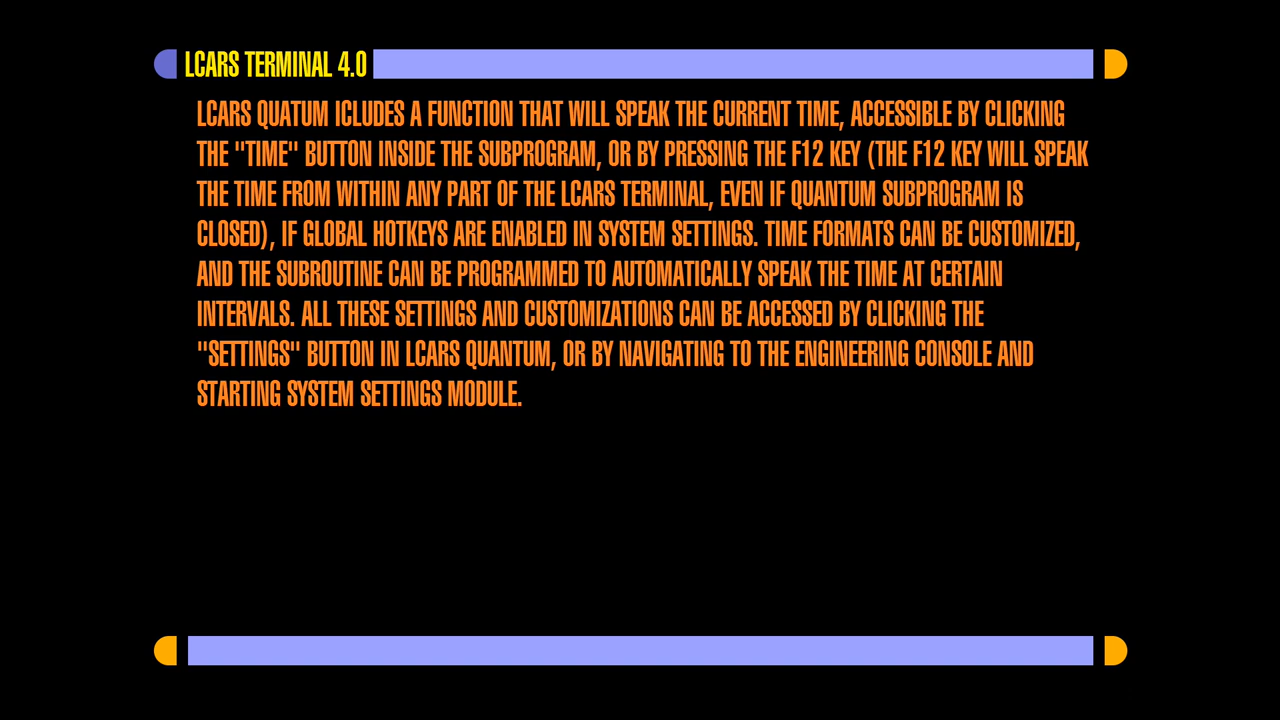 LCARS TERMINAL 4.0
LCARS QUATUM ICLUDES A FUNCTION THAT WILL SPEAK THE CURRENT TIME, ACCESSIBLE BY CLICKING
THE "TIME" BUTTON INSIDE THE SUBPROGRAM, OR BY PRESSING THE F12 KEY (THE F12 KEY WILL SPEAK
THE TIME FROM WITHIN ANY PART OF THE LCARS TERMINAL, EVEN IF QUANTUM SUBPROGRAM IS
CLOSED), IF GLOBAL HOTKEYS ARE ENABLED IN SYSTEM SETTINGS. TIME FORMATS CAN BE CUSTOMIZED,
AND THE SUBROUTINE CAN BE PROGRAMMED TO AUTOMATICALLY SPEAK THE TIME AT CERTAIN
INTERVALS. ALL THESE SETTINGS AND CUSTOMIZATIONS CAN BE ACCESSED BY CLICKING THE
"SETTINGS" BUTTON IN LCARS QUANTUM, OR BY NAVIGATING TO THE ENGINEERING CONSOLE AND
STARTING SYSTEM SETTINGS MODULE.